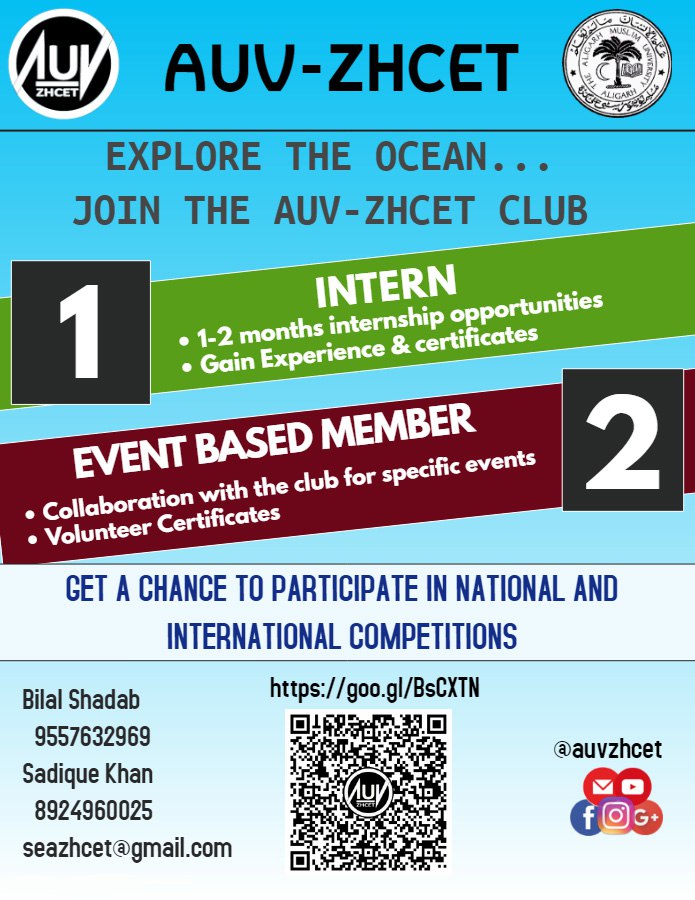 AUV
ZHCET
AUV-ZHCET
THE ALIGARH MUSLIM UNIVERSITY
ALIGARH
EXPLORE THE OCEAN...
JOIN THE AUV-ZHCET CLUB
1
INTERN
• 1-2 months internship opportunities
• Gain Experience & certificates
2
EVENT BASED MEMBER
• Collaboration with the club for specific events
• Volunteer Certificates
GET A CHANCE TO PARTICIPATE IN NATIONAL AND
INTERNATIONAL COMPETITIONS
Bilal Shadab
9557632969
Sadique Khan
8924960025
seazhcet@gmail.com
https://goo.gl/BsCXTN
AUV
ZHCET
@auvzhcet
f
G+